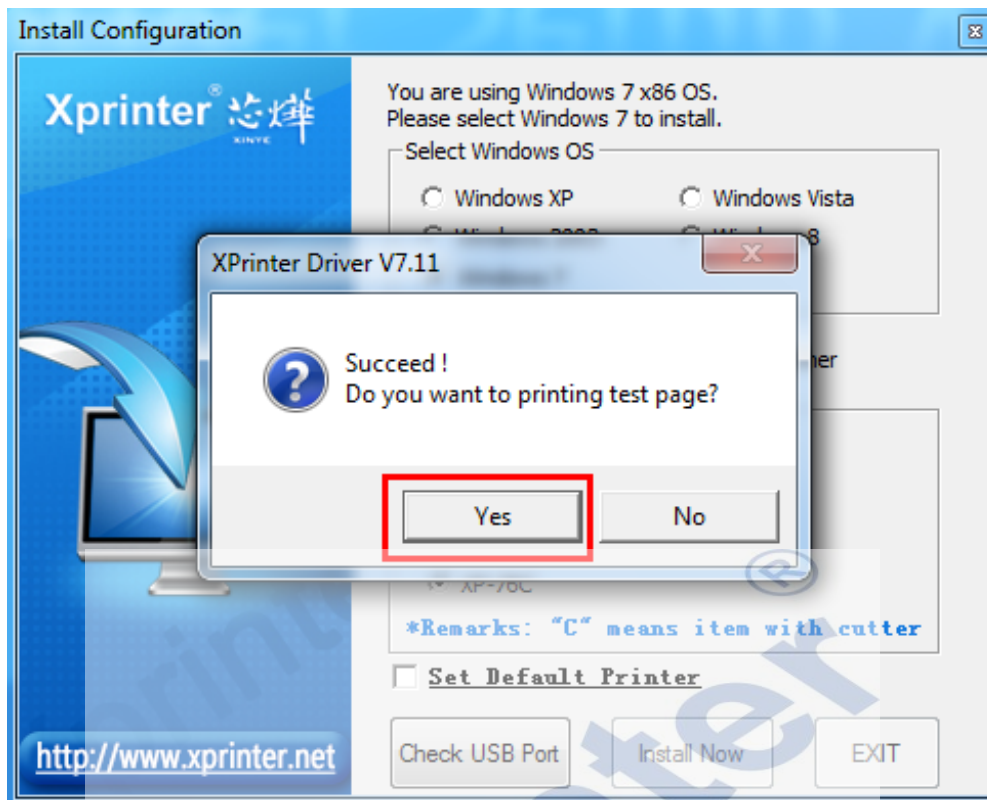 Install Configuration
Xprinter® 芯烨
XINYE
You are using Windows 7 x86 OS.
Please select Windows 7 to install.
Select Windows OS
Windows XP
Windows Vista
XPrinter Driver V7.11
Succeed !
Do you want to printing test page?
Yes
No
XP-76C
*Remarks: "C" means item with cutter
Set Default Printer
Check USB Port
Install Now
EXIT
http://www.xprinter.net